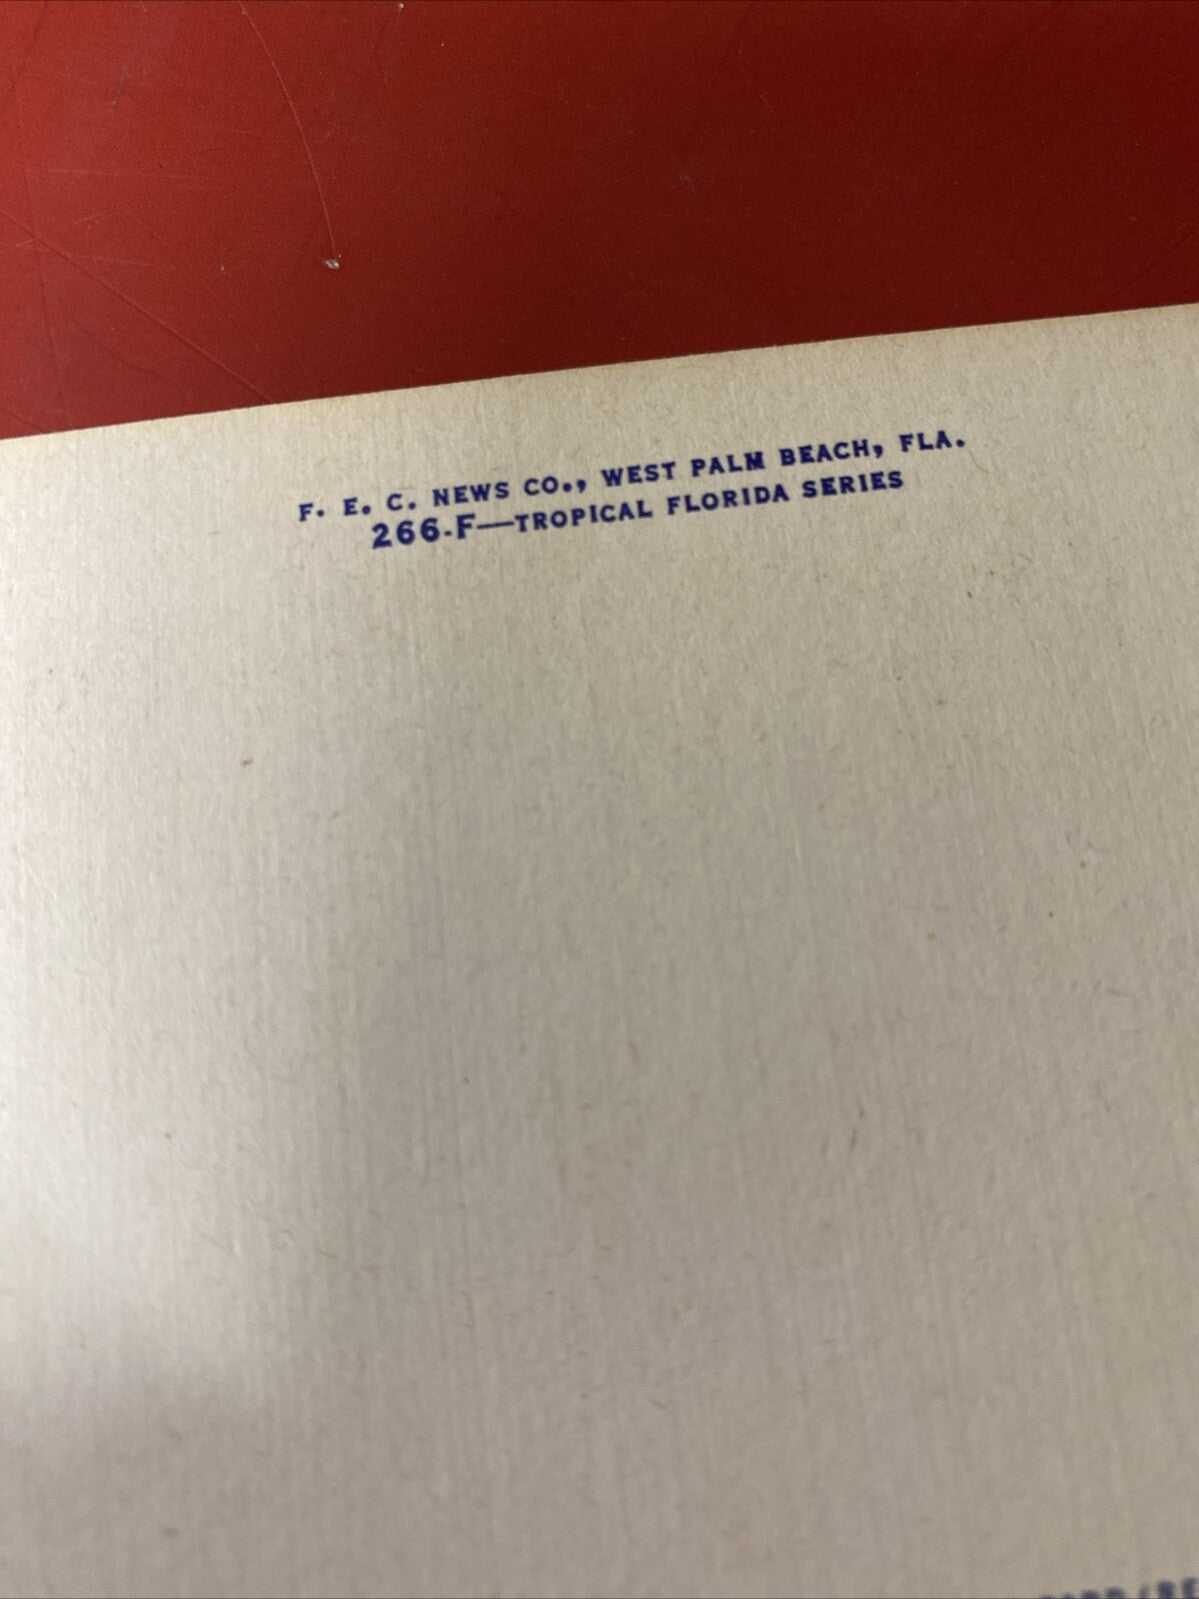 F. E. C. NEWS CO., WEST PALM BEACH, FLA.
266-F—TROPICAL FLORIDA SERIES